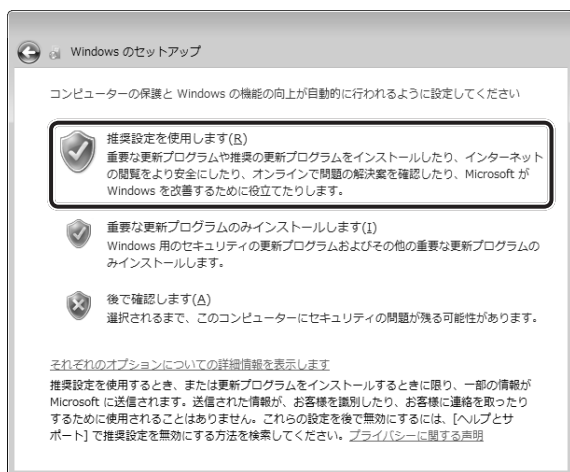 Windows のセットアップ
コンピューターの保護と Windows の機能の向上が自動的に行われるように設定してください
推奨設定を使用します(R)
重要な更新プログラムや推奨の更新プログラムをインストールしたり、インターネット
の閲覧をより安全にしたり、オンラインで問題の解決案を確認したり、Microsoft が
Windows を改善するために役立てたりします。
重要な更新プログラムのみインストールします(I)
Windows 用のセキュリティの更新プログラムおよびその他の重要な更新プログラムの
みインストールします。
後で確認します(A)
選択されるまで、このコンピューターにセキュリティの問題が残る可能性があります。
それぞれのオプションについての詳細情報を表示します
推奨設定を使用するとき、または更新プログラムをインストールするときに限り、一部の情報が
Microsoft に送信されます。送信された情報が、お客様を識別したり、お客様に連絡を取ったり
するために使用されることはありません。これらの設定を後で無効にするには、[ヘルプとサ
ポート] で推奨設定を無効にする方法を検索してください。プライバシーに関する声明